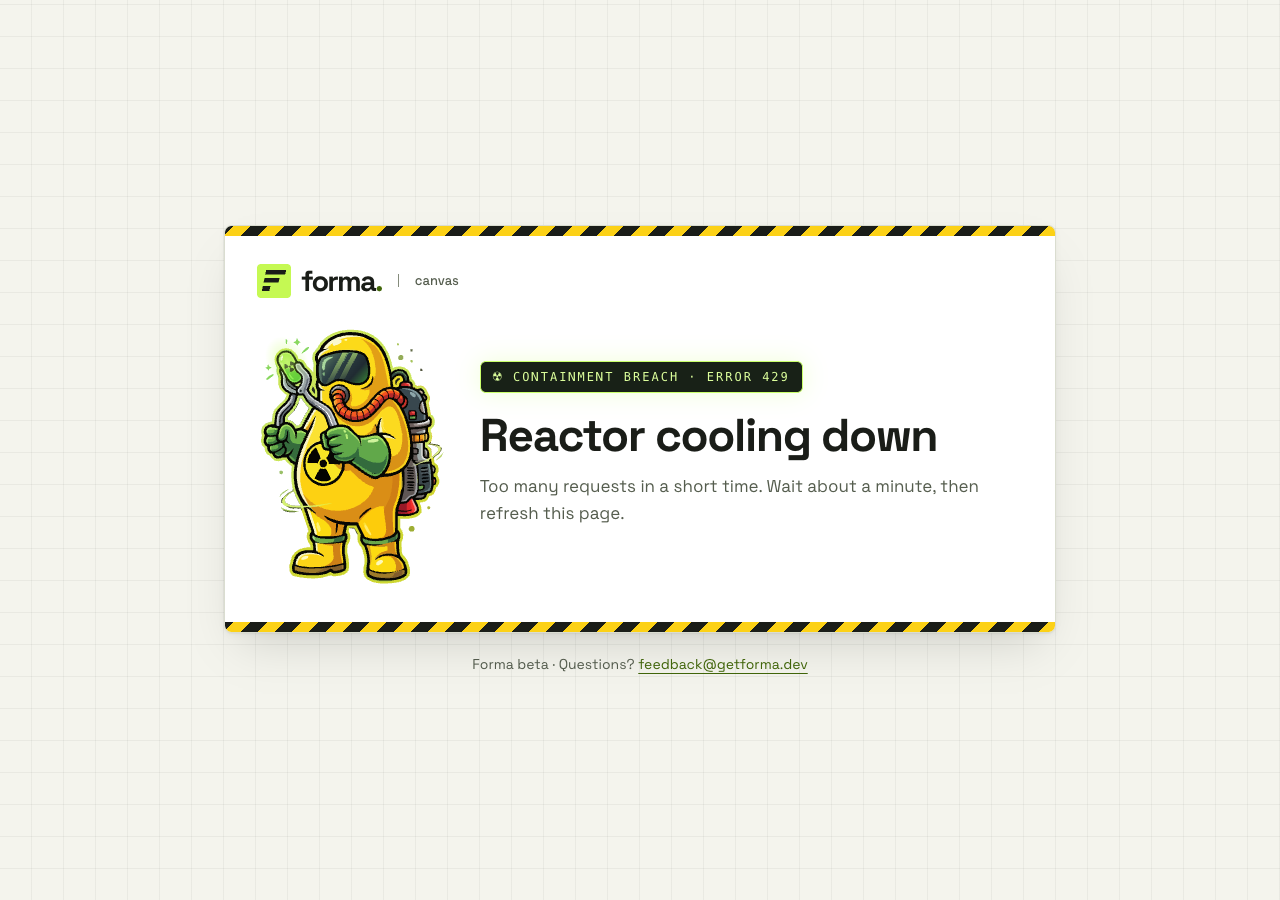 forma.
canvas
☢ CONTAINMENT BREACH · ERROR 429
Reactor cooling down
Too many requests in a short time. Wait about a minute, then
refresh this page.
Forma beta · Questions? feedback@getforma.dev